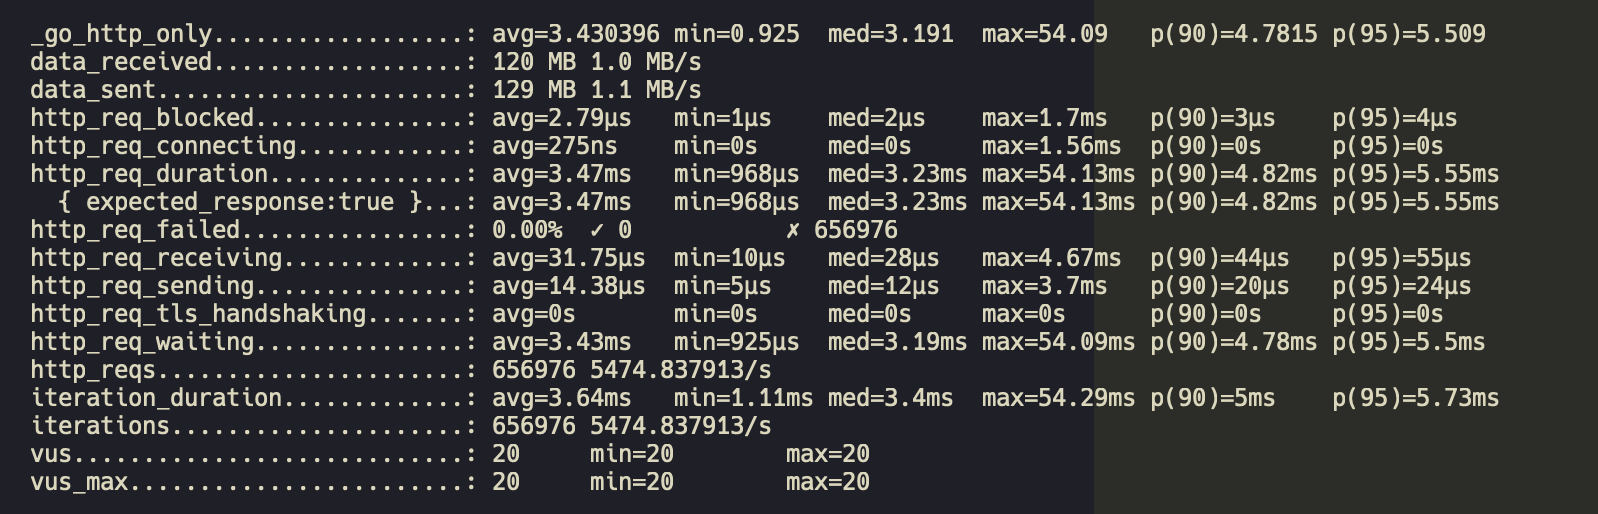 _go_http_only..................: avg=3.430396 min=0.925  med=3.191  max=54.09   p(90)=4.7815 p(95)=5.509
data_received..................: 120 MB 1.0 MB/s
data_sent......................: 129 MB 1.1 MB/s
http_req_blocked...............: avg=2.79µs   min=1µs    med=2µs    max=1.7ms   p(90)=3µs    p(95)=4µs
http_req_connecting............: avg=275ns    min=0s     med=0s     max=1.56ms  p(90)=0s     p(95)=0s
http_req_duration..............: avg=3.47ms   min=968µs  med=3.23ms max=54.13ms p(90)=4.82ms p(95)=5.55ms
  { expected_response:true }...: avg=3.47ms   min=968µs  med=3.23ms max=54.13ms p(90)=4.82ms p(95)=5.55ms
http_req_failed................: 0.00%  ✓ 0           ✗ 656976
http_req_receiving.............: avg=31.75µs  min=10µs   med=28µs   max=4.67ms  p(90)=44µs   p(95)=55µs
http_req_sending...............: avg=14.38µs  min=5µs    med=12µs   max=3.7ms   p(90)=20µs   p(95)=24µs
http_req_tls_handshaking.......: avg=0s       min=0s     med=0s     max=0s      p(90)=0s     p(95)=0s
http_req_waiting...............: avg=3.43ms   min=925µs  med=3.19ms max=54.09ms p(90)=4.78ms p(95)=5.5ms
http_reqs......................: 656976 5474.837913/s
iteration_duration.............: avg=3.64ms   min=1.11ms med=3.4ms  max=54.29ms p(90)=5ms    p(95)=5.73ms
iterations.....................: 656976 5474.837913/s
vus............................: 20     min=20        max=20
vus_max........................: 20     min=20        max=20